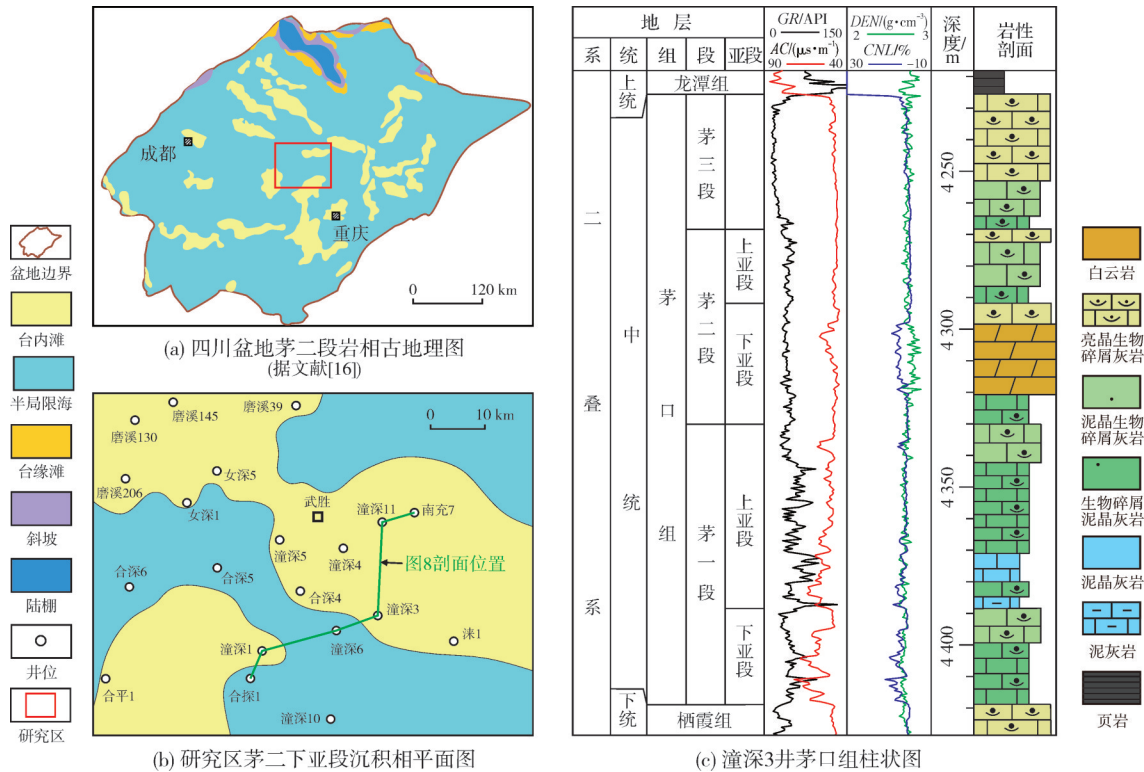 成都
重庆
0 120 km
(a) 四川盆地茅二段岩相古地理图
(据文献[16])
盆地边界
台内滩
半局限海
台缘滩
斜坡
陆棚
井位
研究区
磨溪145
磨溪39
磨溪130
0 10 km
女深5
磨溪206
武胜
女深1
潼深11
南充7
潼深5
潼深4
图8剖面位置
合深6
合深5
合深4
潼深3
潼深1
潼深6
涞1
合平1
合探1
潼深10
(b) 研究区茅二下亚段沉积相平面图
地 层
系
统
组
段
亚段
GR/API
0 150
AC/(μs·m⁻¹)
90 40
DEN/(g·cm⁻³)
2 3
CNL/%
30 −10
深度/m
岩性剖面
二叠系
上统
中统
下统
龙潭组
茅口组
栖霞组
茅三段
茅二段
茅一段
上亚段
下亚段
上亚段
下亚段
4 250
4 300
4 350
4 400
(c) 潼深3井茅口组柱状图
白云岩
亮晶生物
碎屑灰岩
泥晶生物
碎屑灰岩
生物碎屑
泥晶灰岩
泥晶灰岩
泥灰岩
页岩